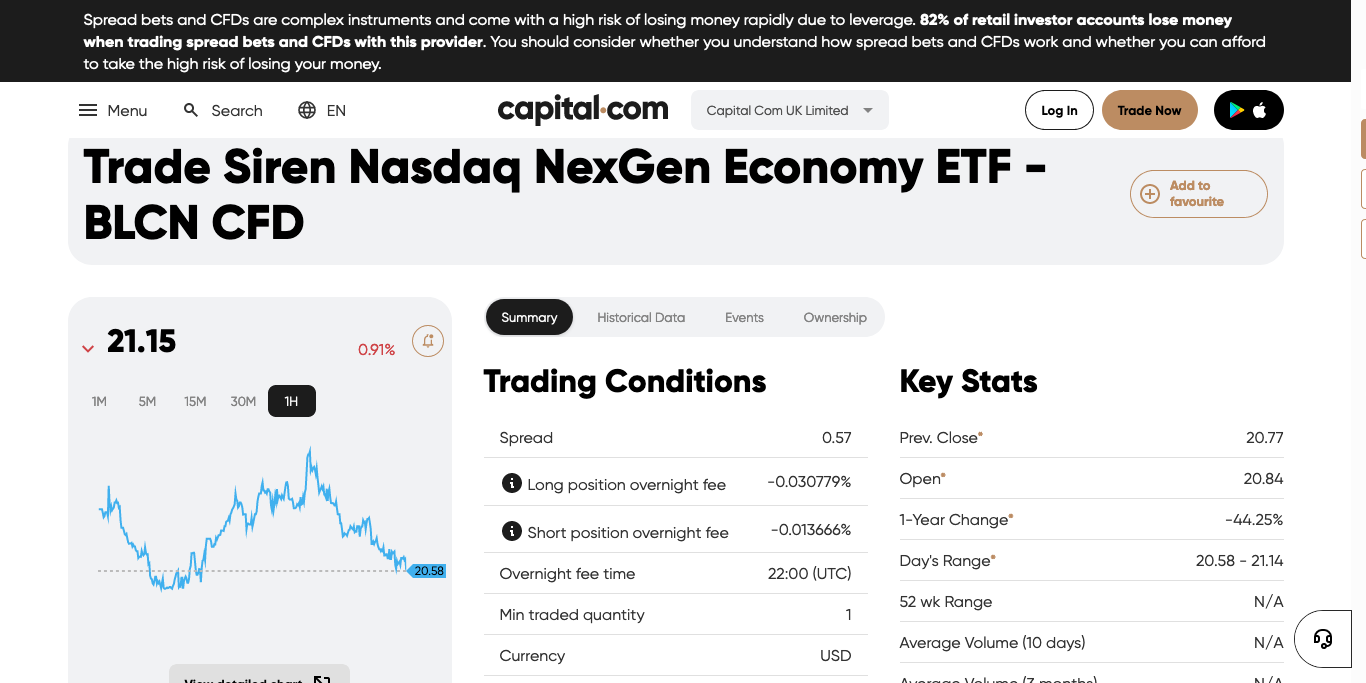 Spread bets and CFDs are complex instruments and come with a high risk of losing money rapidly due to leverage. 82% of retail investor accounts lose money
when trading spread bets and CFDs with this provider. You should consider whether you understand how spread bets and CFDs work and whether you can afford
to take the high risk of losing your money.
Menu
Search
EN
capital.com
Capital Com UK Limited
Log In
Trade Now
Trade Siren Nasdaq NexGen Economy ETF -
BLCN CFD
Add to
favourite
21.15
0.91%
1M
5M
15M
30M
1H
20.58
View detailed chart
Summary
Historical Data
Events
Ownership
Trading Conditions
Spread 0.57
Long position overnight fee -0.030779%
Short position overnight fee -0.013666%
Overnight fee time 22:00 (UTC)
Min traded quantity 1
Currency USD
Key Stats
Prev. Close* 20.77
Open* 20.84
1-Year Change* -44.25%
Day's Range* 20.58 - 21.14
52 wk Range N/A
Average Volume (10 days) N/A
Average Volume (3 months) N/A